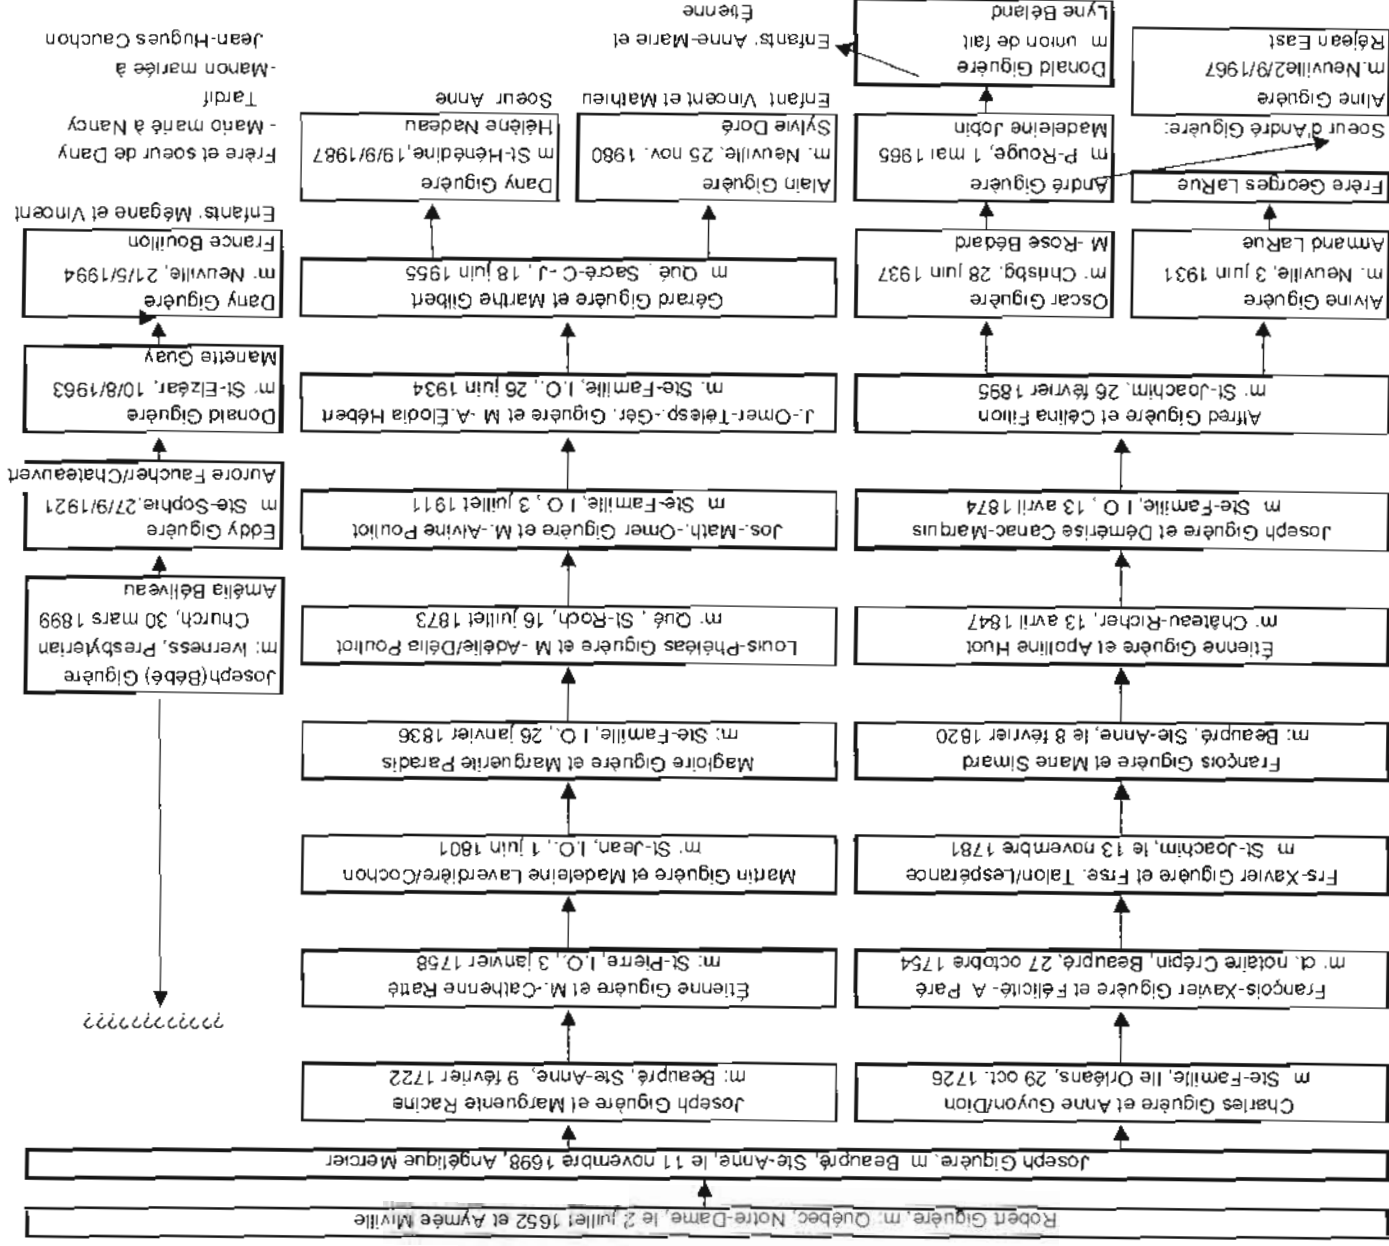 Robert Giguère, m: Québec, Notre-Dame, le 2 juillet 1652 et Aymée Miville
Joseph Giguère, m Beaupré, Ste-Anne, le 11 novembre 1698, Angélique Mercier
Charles Giguère et Anne Guyon/Dion
m Ste-Famille, Ile Orléans, 29 oct. 1726
François-Xavier Giguère et Félicité- A Paré
m. ct. notaire Crépin, Beaupré, 27 octobre 1754
Frs-Xavier Giguère et Frse. Talon/Lespérance
m St-Joachim, le 13 novembre 1781
François Giguère et Marie Simard
m: Beaupré, Ste-Anne, le 8 février 1820
Étienne Giguère et Apolline Huot
m: Château-Richer, 13 avril 1847
Joseph Giguère et Démérise Canac-Marquis
m Ste-Famille, I O , 13 avril 1874
Alfred Giguère et Célina Filion
m: St-Joachim, 26 février 1895
Alvine Giguère
m. Neuville, 3 juin 1931
Armand LaRue
Frère Georges LaRue
Oscar Giguère
m: Chrisbg. 28 juin 1937
M -Rose Bédard
André Giguère
m P-Rouge, 1 mai 1965
Madeleine Jobin
Soeur d'André Giguère:
Aline Giguère
m.Neuville2/9/1967
Réjean East
Donald Giguère
m union de fait
Lyne Béland
Enfants: Anne-Marie et
Étienne
Joseph Giguère et Marguerite Racine
m: Beaupré, Ste-Anne, 9 février 1722
Étienne Giguère et M.-Catherine Ratté
m: St-Pierre, I.O., 3 janvier 1758
Martin Giguère et Madeleine Laverdière/Cochon
m: St-Jean, I.O., 1 juin 1801
Magloire Giguère et Marguerite Paradis
m: Ste-Famille, I O., 26 janvier 1836
Louis-Phéléas Giguère et M -Adélie/Délia Pouliot
m: Qué , St-Roch, 16 juillet 1873
Jos.-Math.-Omer Giguère et M.-Alvine Pouliot
m Ste-Famille, I O , 3 juillet 1911
J.-Omer-Télesp.-Gér. Giguère et M -A.Élodia Hébert
m. Ste-Famille, I.O., 26 juin 1934
Gérard Giguère et Marthe Gilbert
m Qué , Sacré-C -J , 18 juin 1955
Alain Giguère
m. Neuville, 25 nov. 1980
Sylvie Doré
Enfant Vincent et Mathieu
Dany Giguère
m St-Hénédine,19/9/1987
Hélène Nadeau
Soeur Anne
????????????
Joseph(Bébé) Giguère
m: Iverness, Presbyterian
Church, 30 mars 1899
Amélia Béliveau
Eddy Giguère
m Ste-Sophie,27/9/1921
Aurore Faucher/Chateauvert
Donald Giguère
m: St-Elzéar, 10/8/1963
Mariette Guay
Dany Giguère
m: Neuville, 21/5/1994
France Bouillon
Enfants: Mégane et Vincent
Frère et soeur de Dany
- Mario marié à Nancy
Tardif
-Manon mariée à
Jean-Hugues Cauchon